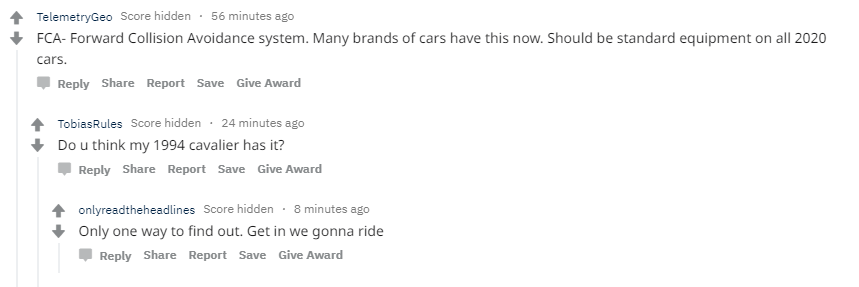 TelemetryGeo Score hidden · 56 minutes ago
FCA- Forward Collision Avoidance system. Many brands of cars have this now. Should be standard equipment on all 2020
cars.
Reply Share Report Save Give Award
TobiasRules Score hidden · 24 minutes ago
Do u think my 1994 cavalier has it?
Reply Share Report Save Give Award
onlyreadtheheadlines Score hidden · 8 minutes ago
Only one way to find out. Get in we gonna ride
Reply Share Report Save Give Award